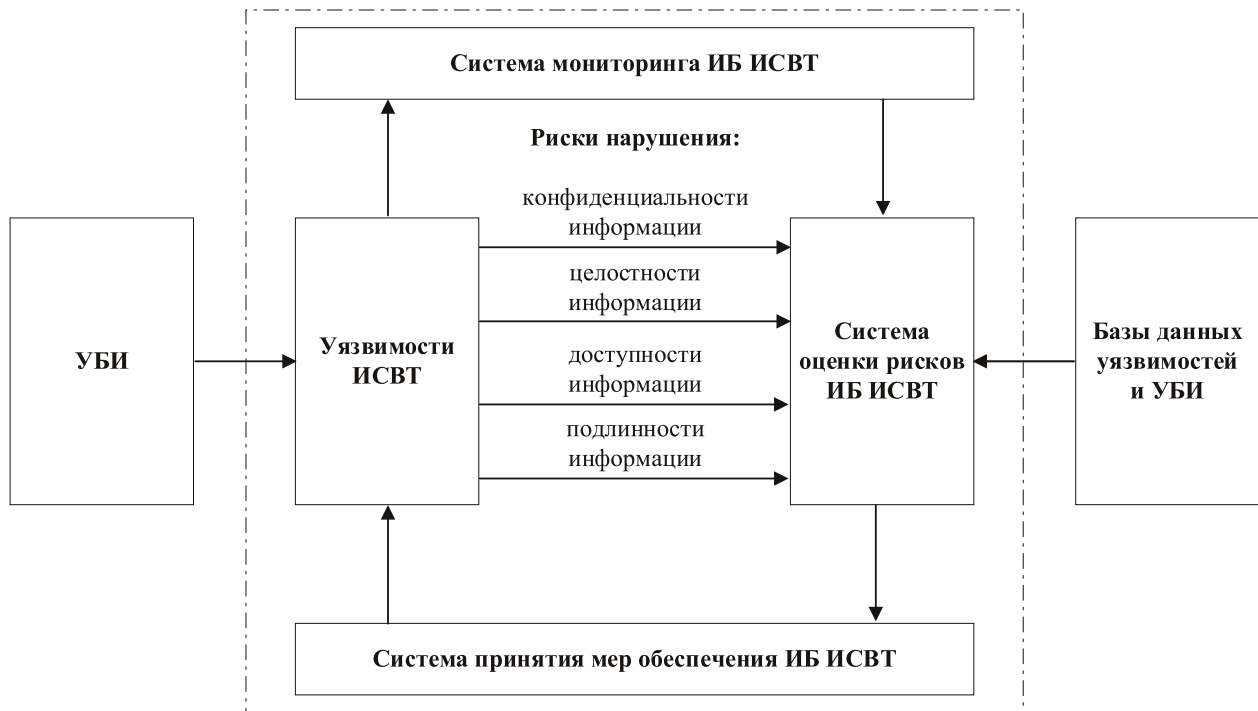 Система мониторинга ИБ ИСВТ
Риски нарушения:
конфиденциальности
информации
целостности
информации
доступности
информации
подлинности
информации
УБИ
Уязвимости
ИСВТ
Система
оценки рисков
ИБ ИСВТ
Базы данных
уязвимостей
и УБИ
Система принятия мер обеспечения ИБ ИСВТ